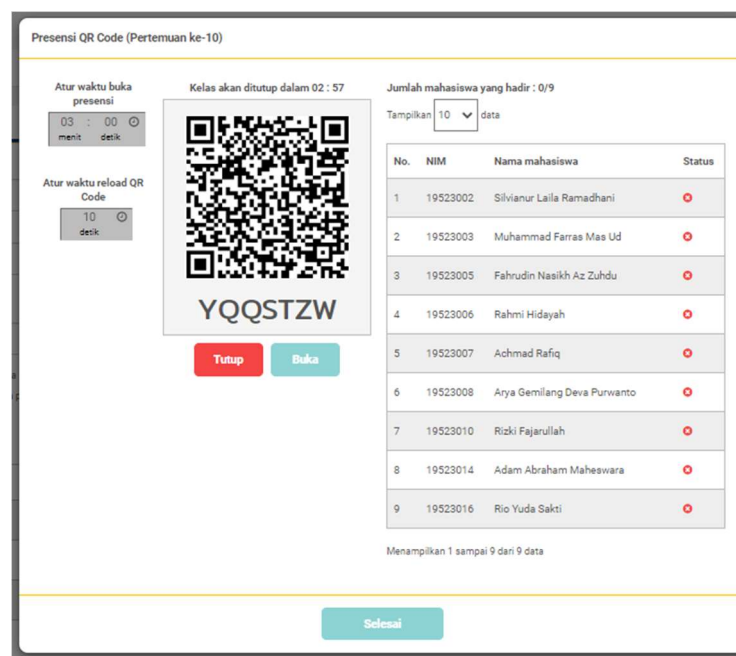 Presensi QR Code (Pertemuan ke-10)
Atur waktu buka
presensi
03 : 00
menit detik
Atur waktu reload QR
Code
10
detik
Kelas akan ditutup dalam 02 : 57
YQQSTZW
Tutup Buka
Jumlah mahasiswa yang hadir : 0/9
Tampilkan 10 data
No. NIM Nama mahasiswa Status
1 19523002 Silvianur Laila Ramadhani
2 19523003 Muhammad Farras Mas Ud
3 19523005 Fahrudin Nasikh Az Zuhdu
4 19523006 Rahmi Hidayah
5 19523007 Achmad Rafiq
6 19523008 Arya Gemilang Deva Purwanto
7 19523010 Rizki Fajarullah
8 19523014 Adam Abraham Maheswara
9 19523016 Rio Yuda Sakti
Menampilkan 1 sampai 9 dari 9 data
Selesai